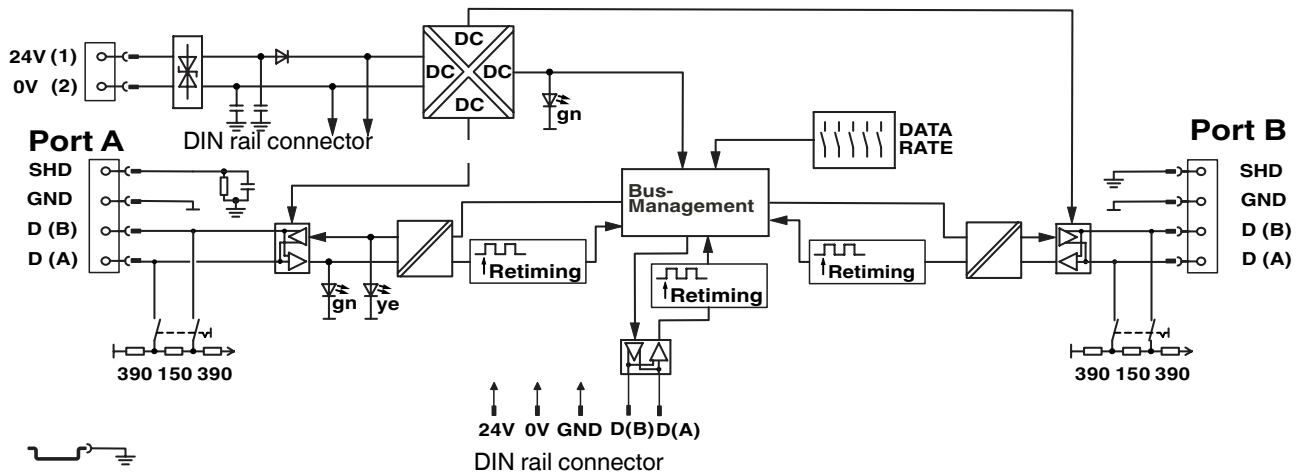 24V (1)
0V (2)
DC
DC DC
DC
gn
DIN rail connector
Port A
SHD
GND
D (B)
D (A)
DATA
RATE
Port B
SHD
GND
D (B)
D (A)
Bus-
Management
Retiming
Retiming
Retiming
gn
ye
390 150 390
390 150 390
24V 0V GND D(B) D(A)
DIN rail connector